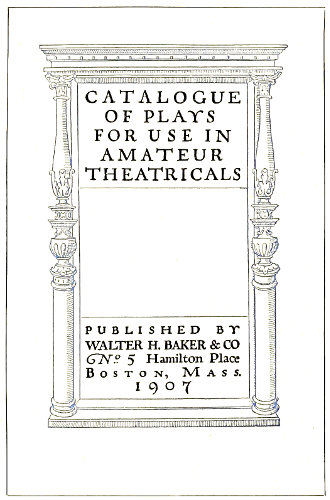 CATALOGUE
OF PLAYS
FOR USE IN
AMATEUR
THEATRICALS
PUBLISHED BY
WALTER H. BAKER & CO
No 5 Hamilton Place
BOSTON, MASS.
1907